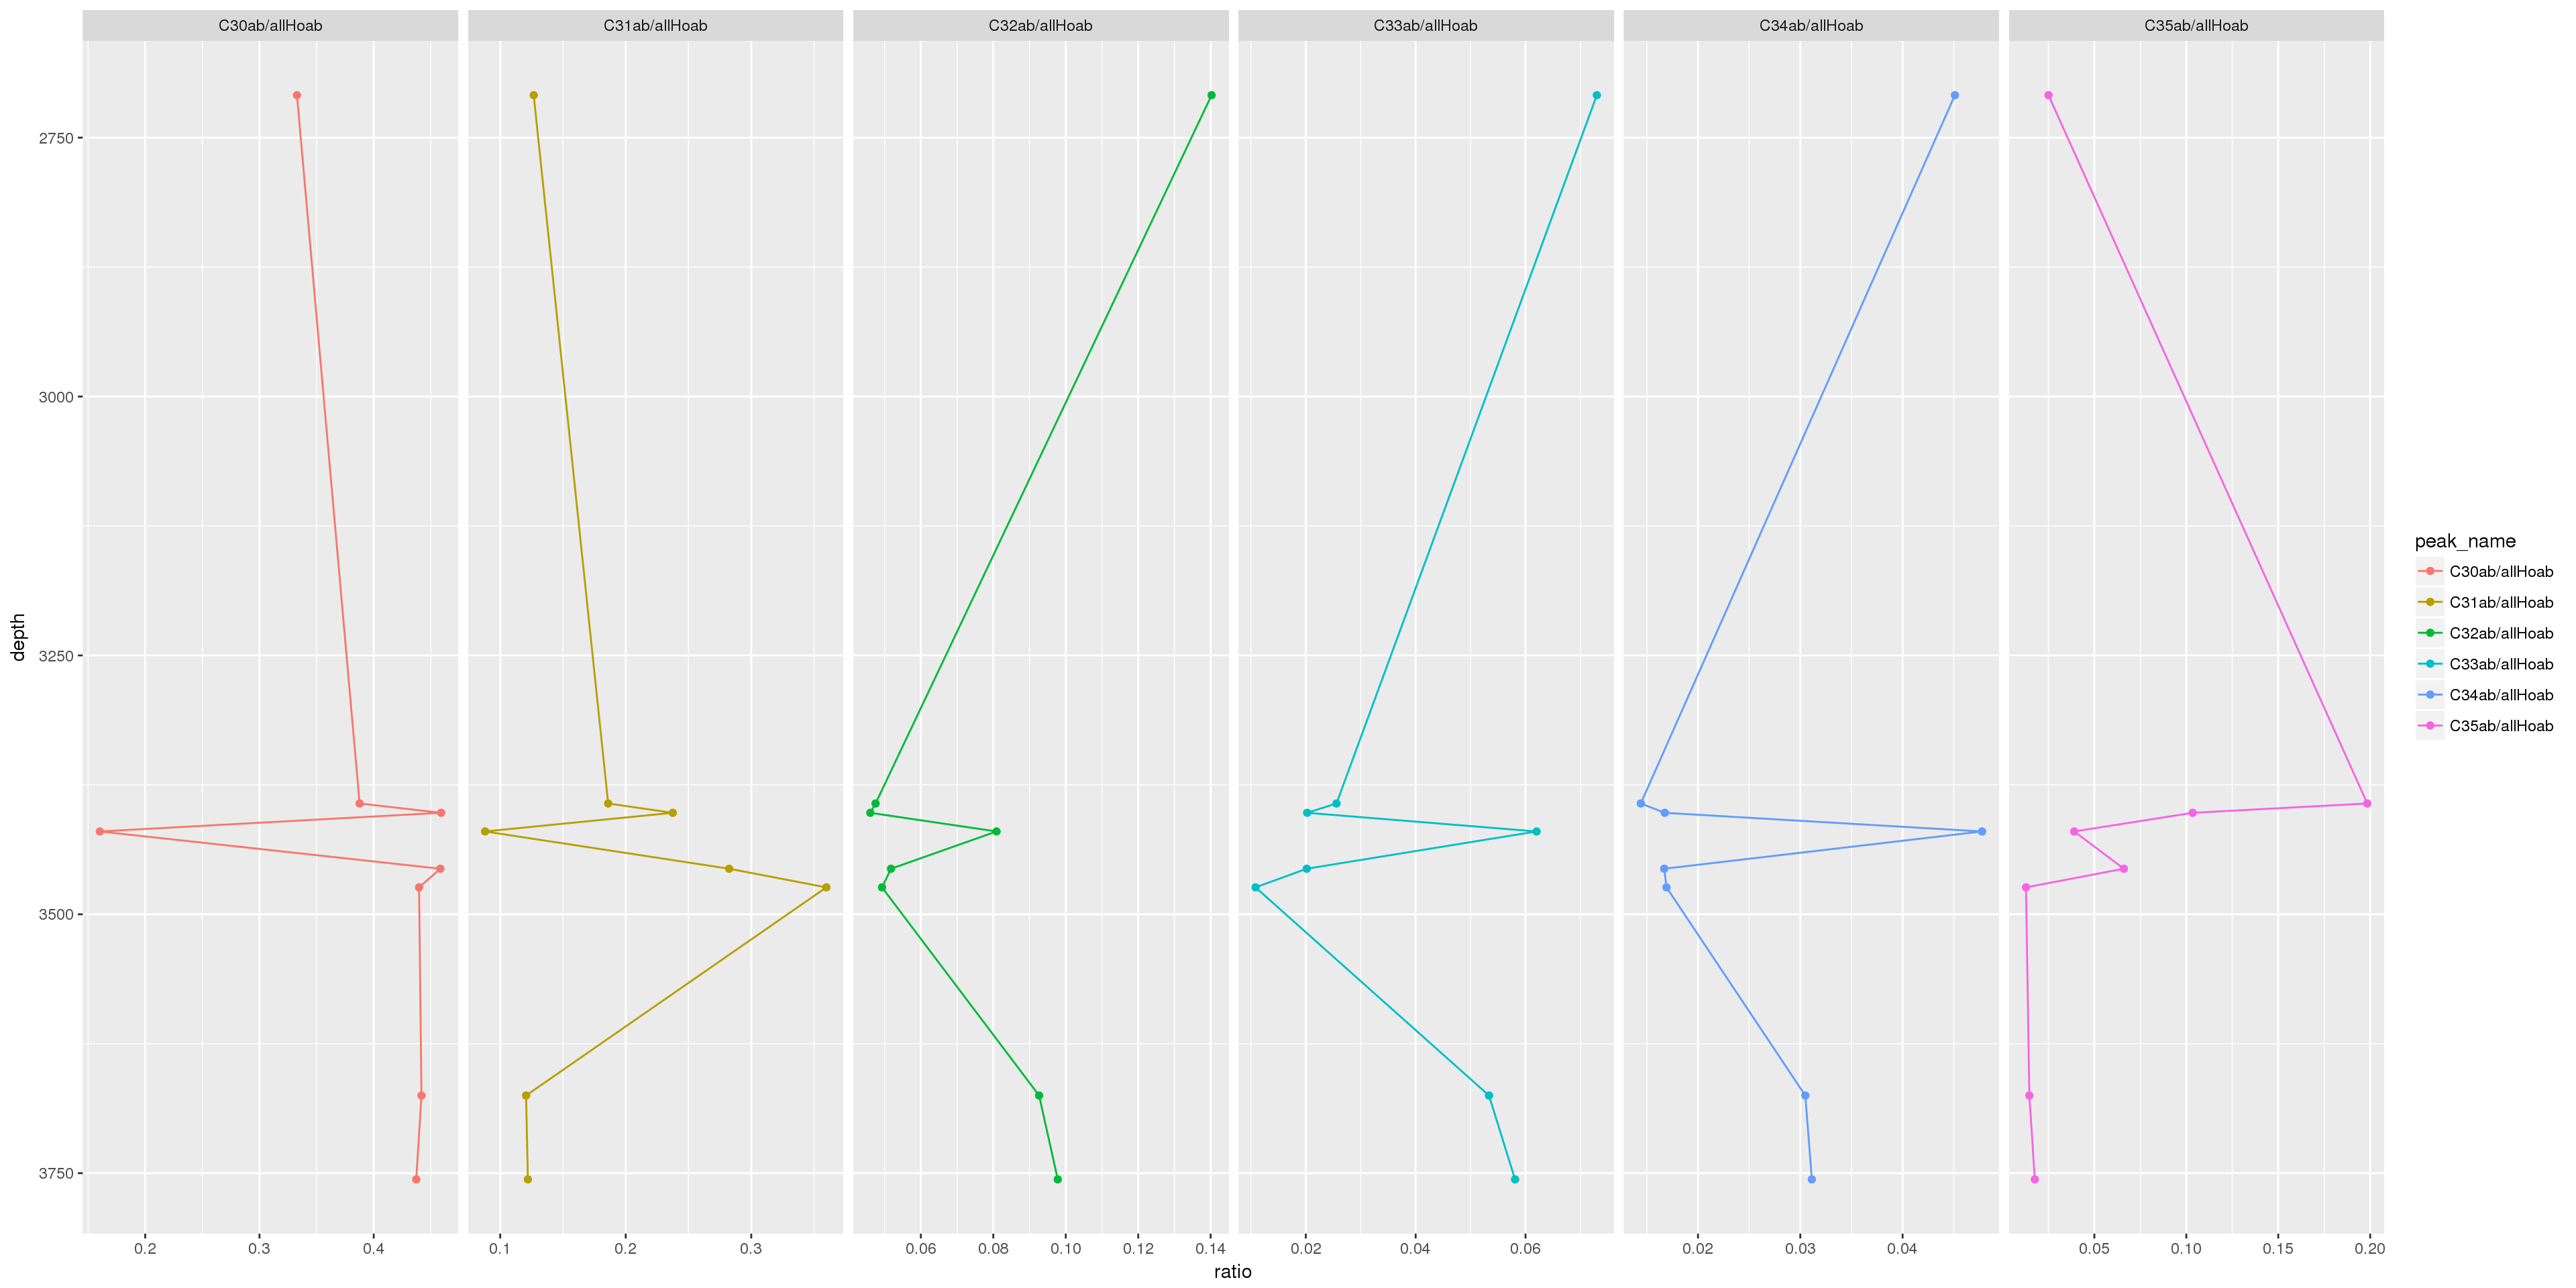 C30ab/allHoab C31ab/allHoab C32ab/allHoab C33ab/allHoab C34ab/allHoab C35ab/allHoab
2750
3000
3250
3500
3750
depth
0.2 0.3 0.4 0.1 0.2 0.3 0.06 0.08 0.10 0.12 0.14 0.02 0.04 0.06 0.02 0.03 0.04 0.05 0.10 0.15 0.20
ratio
peak_name
C30ab/allHoab
C31ab/allHoab
C32ab/allHoab
C33ab/allHoab
C34ab/allHoab
C35ab/allHoab